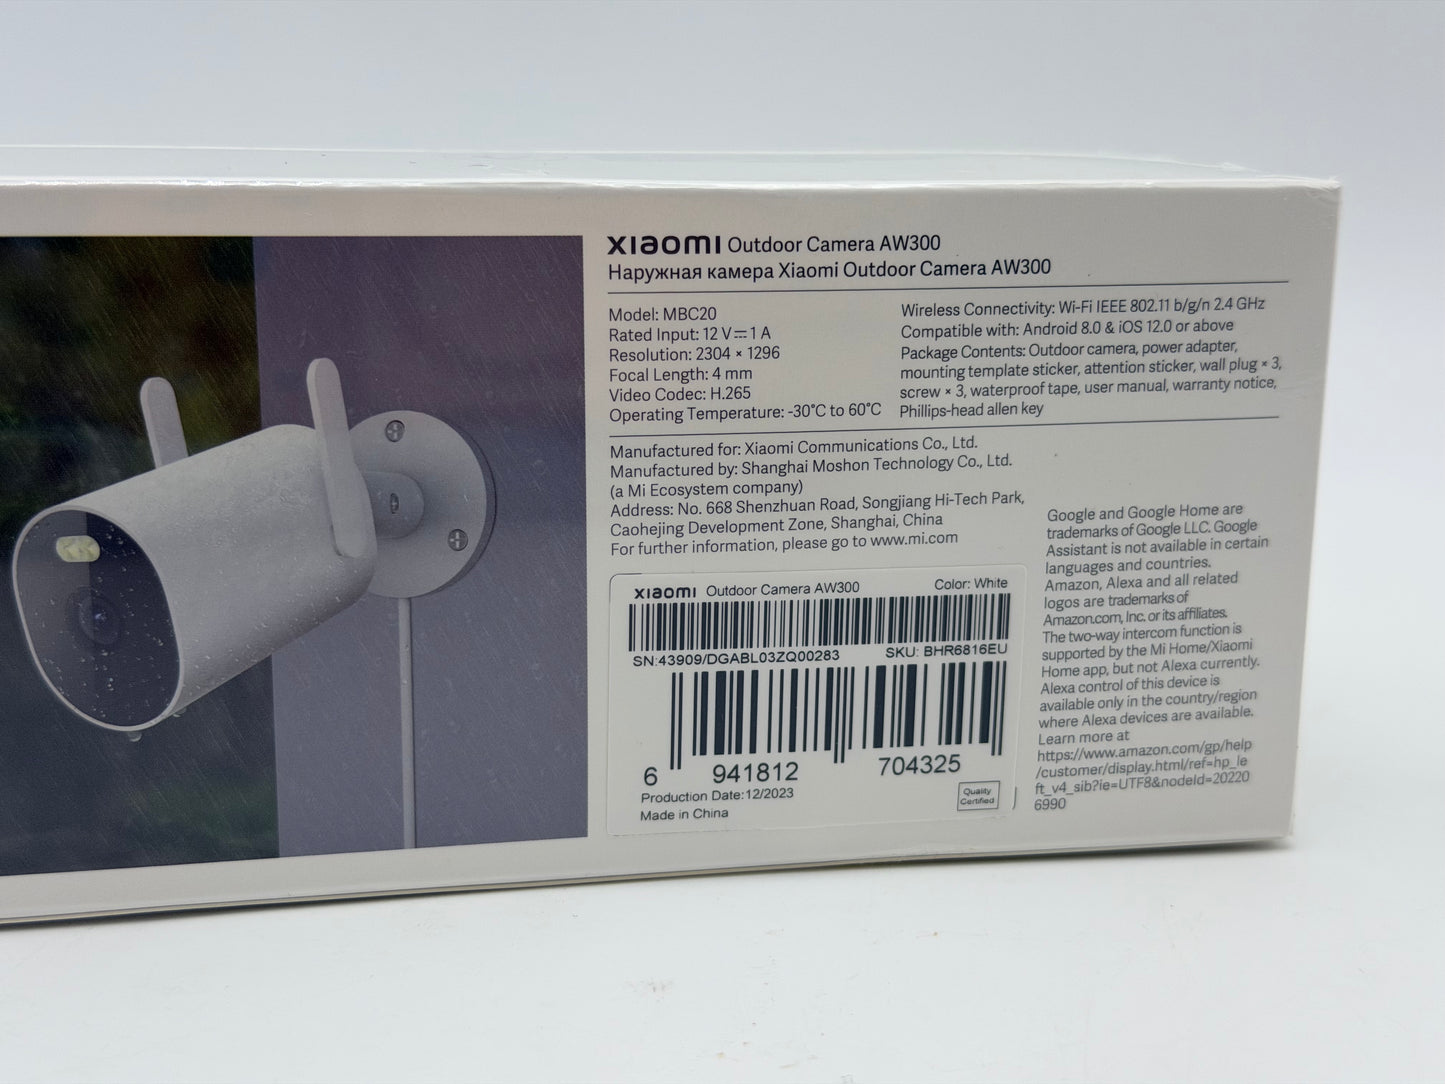 xiaomi Outdoor Camera AW300
Наружная камера Xiaomi Outdoor Camera AW300
Model: MBC20
Rated Input: 12 V⎓1 A
Resolution: 2304 × 1296
Focal Length: 4 mm
Video Codec: H.265
Operating Temperature: -30°C to 60°C
Wireless Connectivity: Wi-Fi IEEE 802.11 b/g/n 2.4 GHz
Compatible with: Android 8.0 & iOS 12.0 or above
Package Contents: Outdoor camera, power adapter,
mounting template sticker, attention sticker, wall plug × 3,
screw × 3, waterproof tape, user manual, warranty notice,
Phillips-head allen key
Manufactured for: Xiaomi Communications Co., Ltd.
Manufactured by: Shanghai Moshon Technology Co., Ltd.
(a Mi Ecosystem company)
Address: No. 668 Shenzhuan Road, Songjiang Hi-Tech Park,
Caohejing Development Zone, Shanghai, China
For further information, please go to www.mi.com
xiaomi Outdoor Camera AW300 Color: White
SN:43909/DGABL03ZQ00283 SKU: BHR6816EU
6 941812 704325
Production Date:12/2023
Made in China
Quality
Certified
Google and Google Home are
trademarks of Google LLC. Google
Assistant is not available in certain
languages and countries.
Amazon, Alexa and all related
logos are trademarks of
Amazon.com, Inc. or its affiliates.
The two-way intercom function is
supported by the Mi Home/Xiaomi
Home app, but not Alexa currently.
Alexa control of this device is
available only in the country/region
where Alexa devices are available.
Learn more at
https://www.amazon.com/gp/help
/customer/display.html/ref=hp_le
ft_v4_sib?ie=UTF8&nodeId=20220
6990